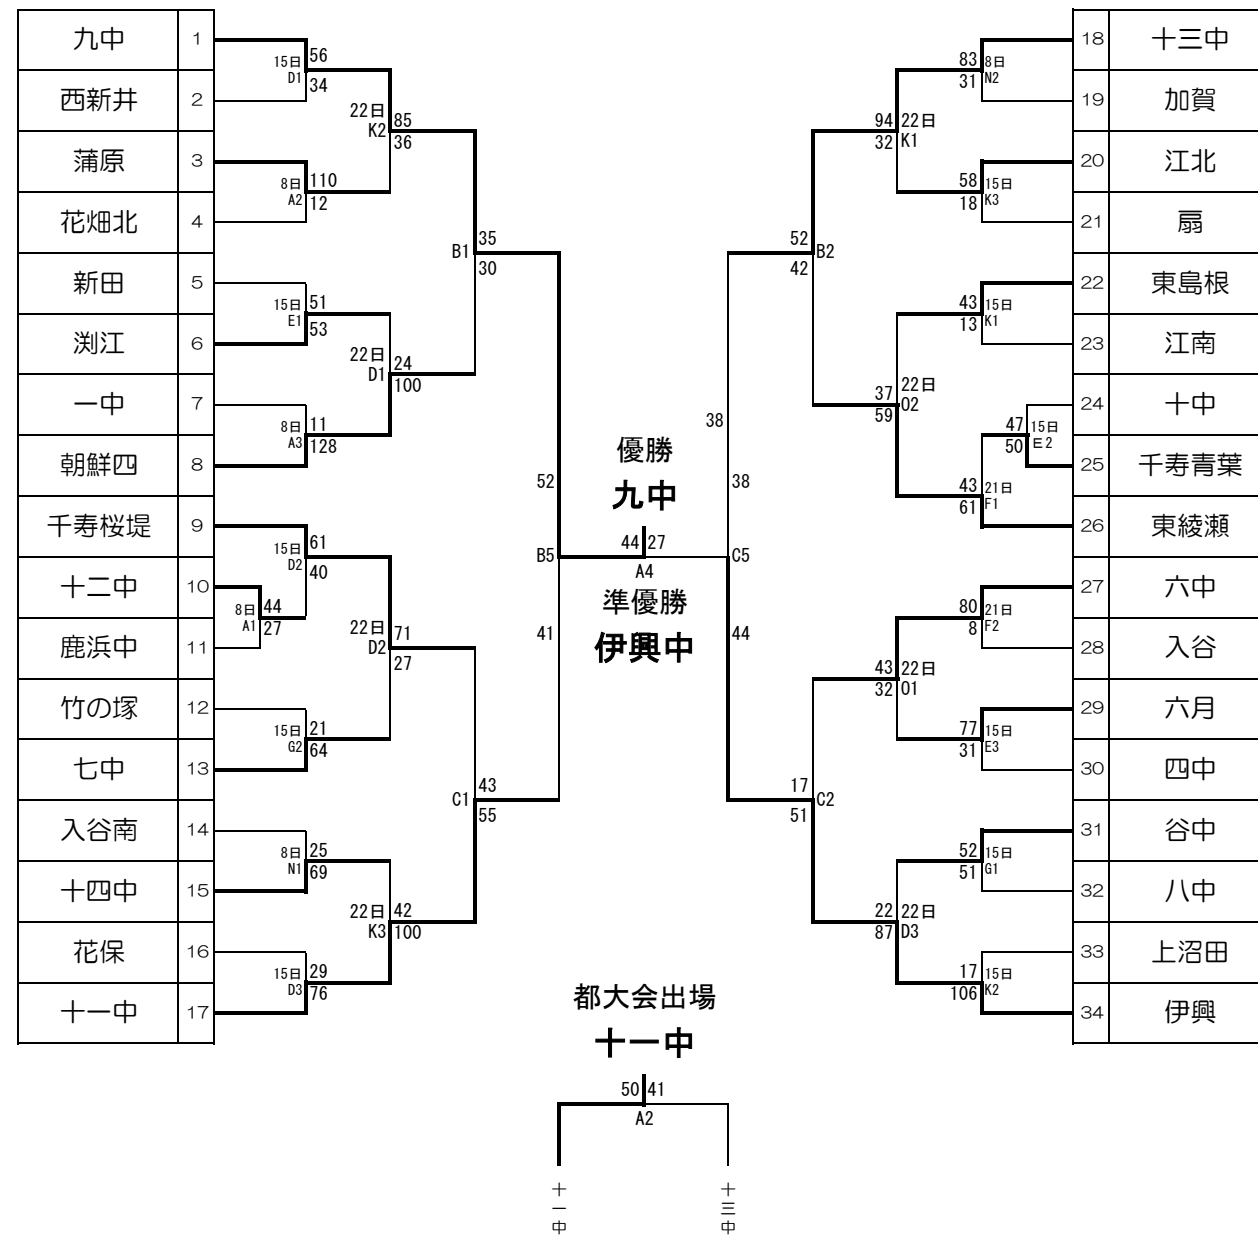 九中 1
西新井 2
蒲原 3
花畑北 4
新田 5
渕江 6
一中 7
朝鮮四 8
千寿桜堤 9
十二中 10
鹿浜中 11
竹の塚 12
七中 13
入谷南 14
十四中 15
花保 16
十一中 17
15日 56
D1 34
8日 110
A2 12
15日 51
E1 53
8日 11
A3 128
15日 61
D2 40
8日 44
A1 27
15日 21
G2 64
8日 25
N1 69
15日 29
D3 76
22日 85
K2 36
22日 24
D1 100
22日 71
D2 27
22日 42
K3 100
35
B1 30
43
C1 55
52
B5
41
優勝
九中
44 27
A4
準優勝
伊興中
38
38
C5
44
52
42 B2
17
51 C2
94 22日
32 K1
37 22日
59 O2
43 22日
32 O1
22 22日
87 D3
83 8日
31 N2
58 15日
18 K3
43 15日
13 K1
47 15日
50 E2
43 21日
61 F1
80 21日
8 F2
77 15日
31 E3
52 15日
51 G1
17 15日
106 K2
18 十三中
19 加賀
20 江北
21 扇
22 東島根
23 江南
24 十中
25 千寿青葉
26 東綾瀬
27 六中
28 入谷
29 六月
30 四中
31 谷中
32 八中
33 上沼田
34 伊興
都大会出場
十一中
50 41
A2
十一中
十三中